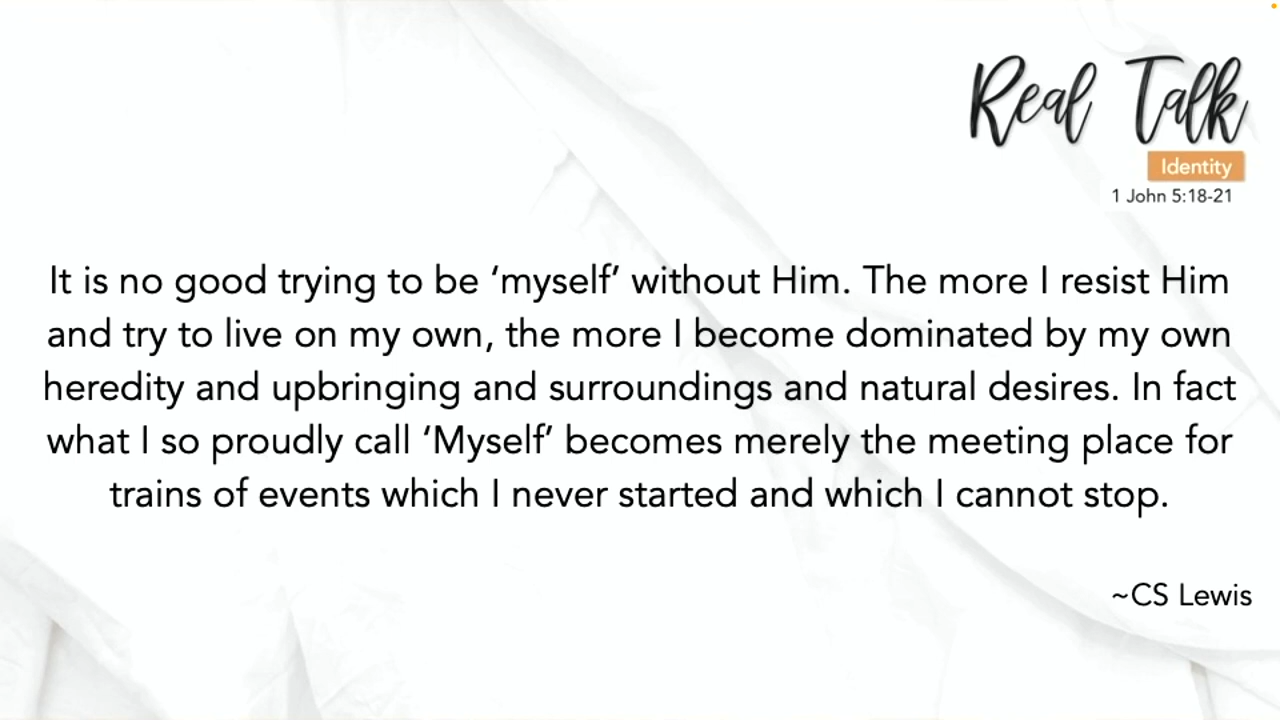 Real Talk
Identity
1 John 5:18-21
It is no good trying to be ‘myself’ without Him. The more I resist Him
and try to live on my own, the more I become dominated by my own
heredity and upbringing and surroundings and natural desires. In fact
what I so proudly call ‘Myself’ becomes merely the meeting place for
trains of events which I never started and which I cannot stop.
~CS Lewis